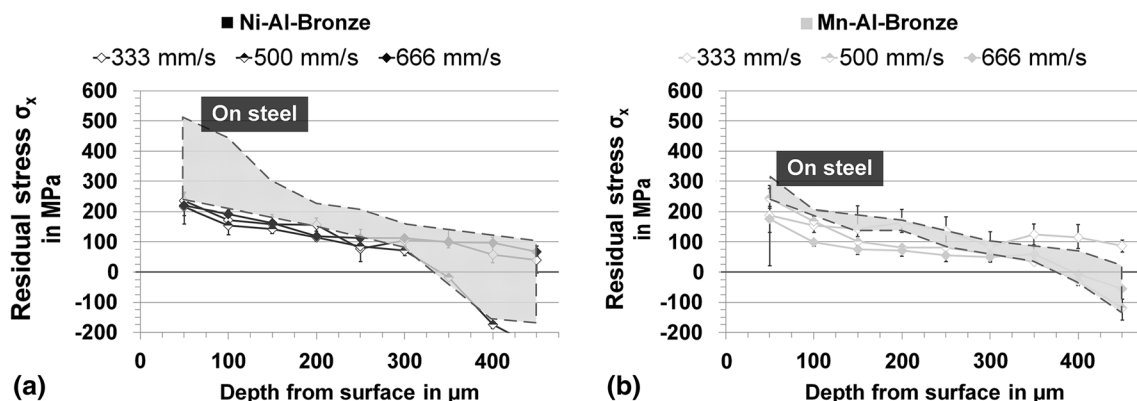 Ni-Al-Bronze
333 mm/s 500 mm/s 666 mm/s
Residual stress σx
in MPa
600
500
400
300
200
100
0
-100
-200
On steel
0 100 200 300 400
(a) Depth from surface in µm
Mn-Al-Bronze
333 mm/s 500 mm/s 666 mm/s
Residual stress σx
in MPa
600
500
400
300
200
100
0
-100
-200
On steel
0 100 200 300 400
(b) Depth from surface in µm